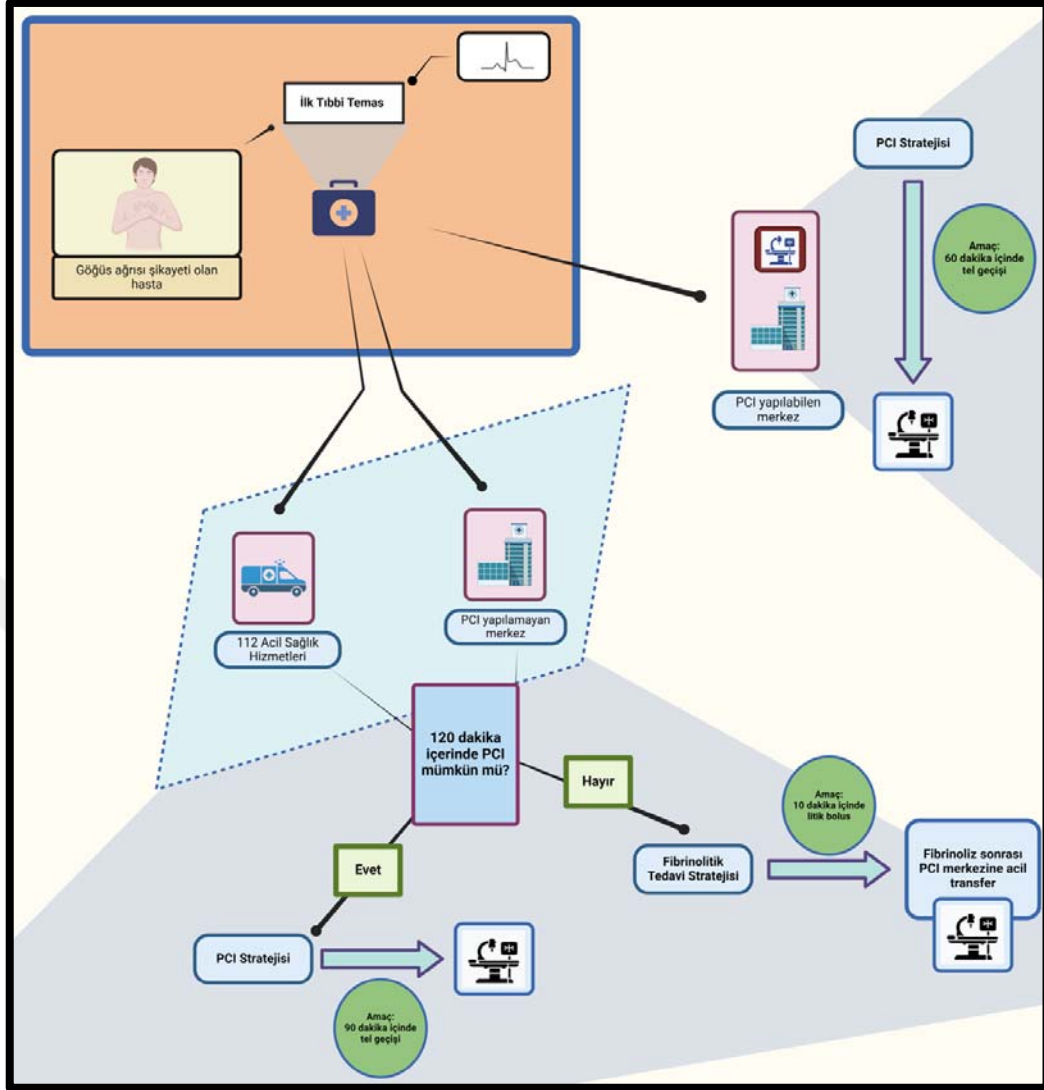 İlk Tıbbi Temas
Göğüs ağrısı şikayeti olan
hasta
PCI Stratejisi
Amaç:
60 dakika içinde
tel geçişi
PCI yapılabilen
merkez
112 Acil Sağlık
Hizmetleri
PCI yapılamayan
merkez
120 dakika
içerinde PCI
mümkün mü?
Hayır
Evet
Amaç:
10 dakika içinde
litik bolus
Fibrinolitik
Tedavi Stratejisi
Fibrinoliz sonrası
PCI merkezine acil
transfer
PCI Stratejisi
Amaç:
90 dakika içinde
tel geçişi